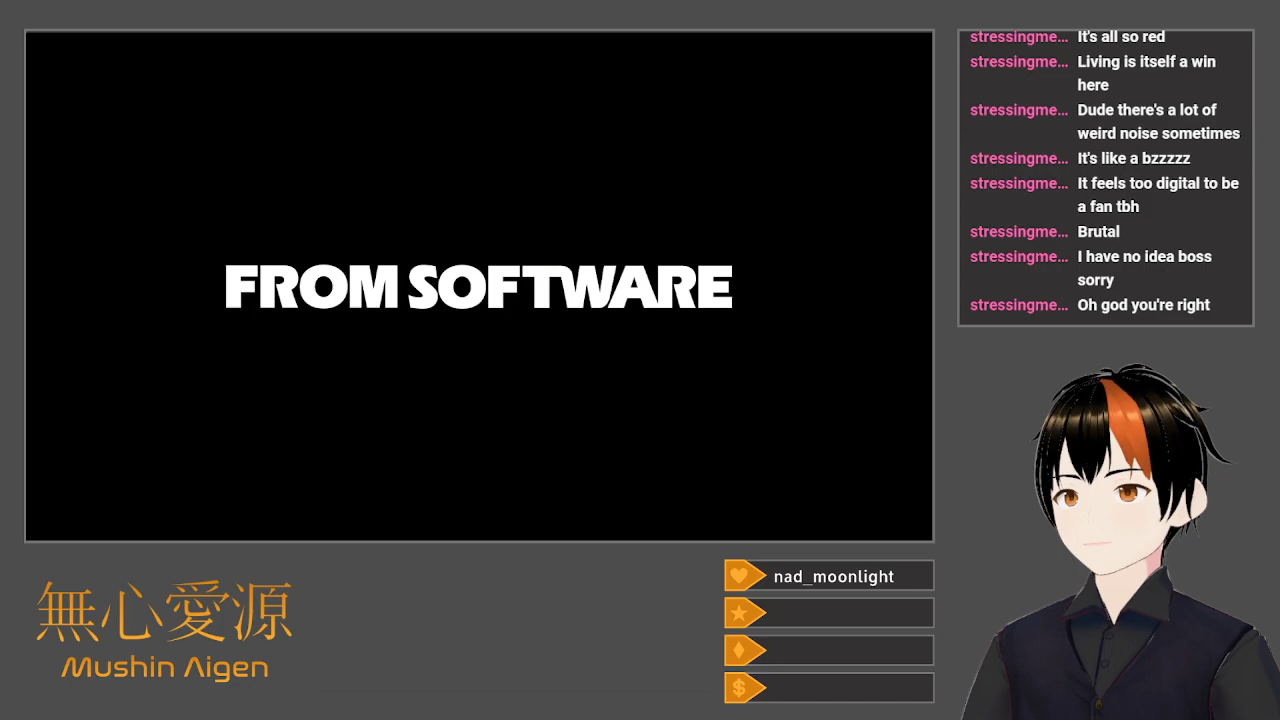 FROM SOFTWARE
stressingme... It's all so red
stressingme... Living is itself a win
here
stressingme... Dude there's a lot of
weird noise sometimes
stressingme... It's like a bzzzzz
stressingme... It feels too digital to be
a fan tbh
stressingme... Brutal
stressingme... I have no idea boss
sorry
stressingme... Oh god you're right
無心愛源
Mushin Aigen
nad_moonlight
$